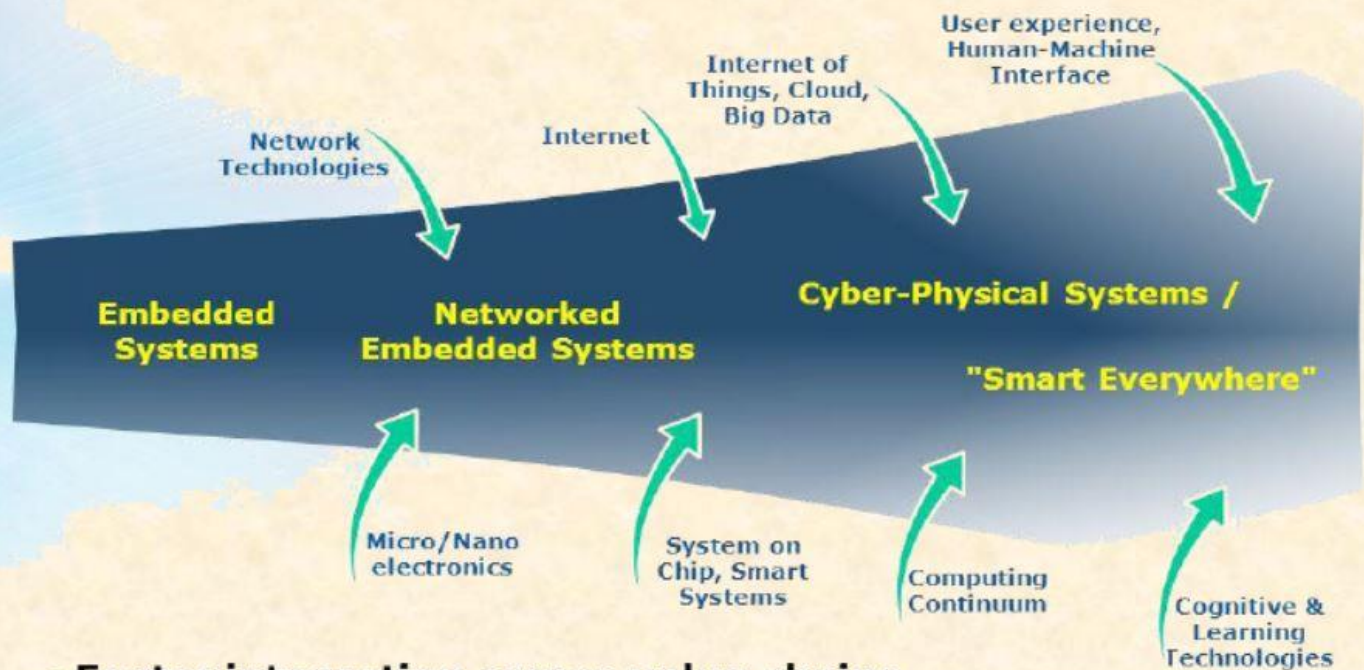 User experience,
Human-Machine
Interface
Internet of
Things, Cloud,
Big Data
Internet
Network
Technologies
Embedded
Systems
Networked
Embedded Systems
Cyber-Physical Systems /
"Smart Everywhere"
Micro/Nano
electronics
System on
Chip, Smart
Systems
Computing
Continuum
Cognitive &
Learning
Technologies